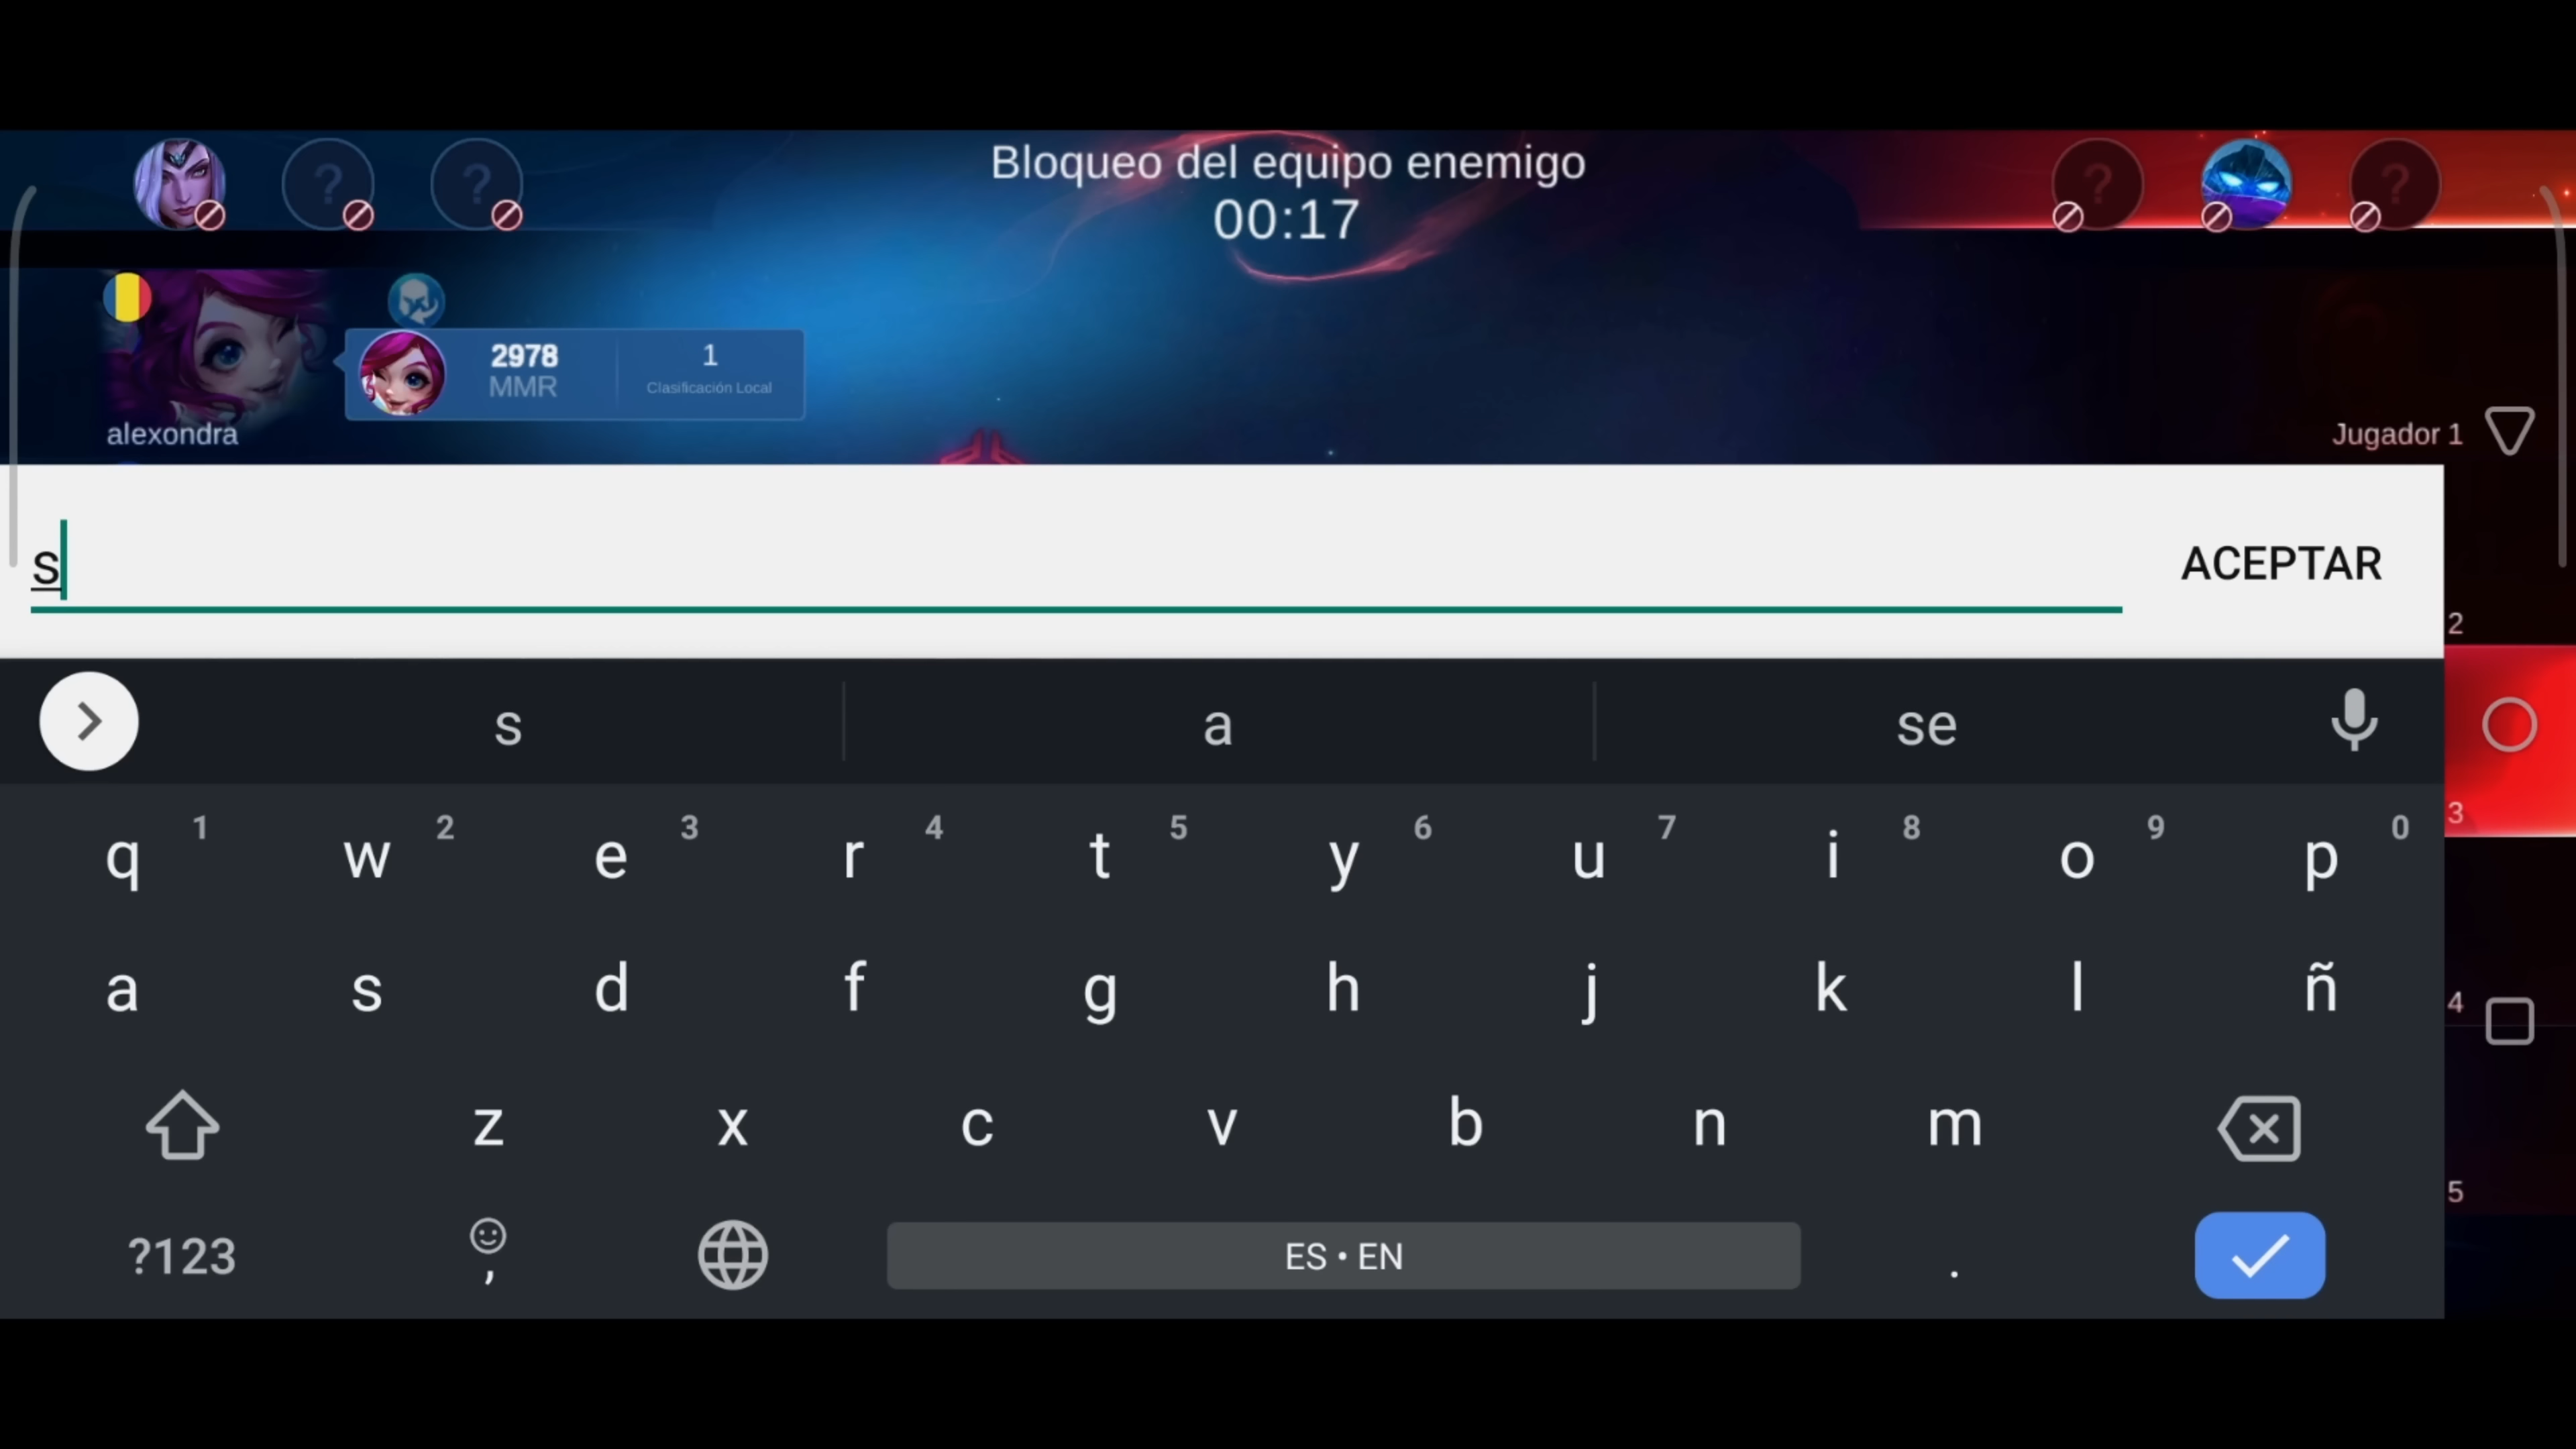 ? ? Bloqueo del equipo enemigo ? ?
00:17
2978 1
MMR Clasificación Local
alexondra Jugador 1
s ACEPTAR
2
s a se
1 2 3 4 5 6 7 8 9 0 3
q w e r t y u i o p
a s d f g h j k l ñ 4
z x c v b n m
5
?123 , ES • EN .